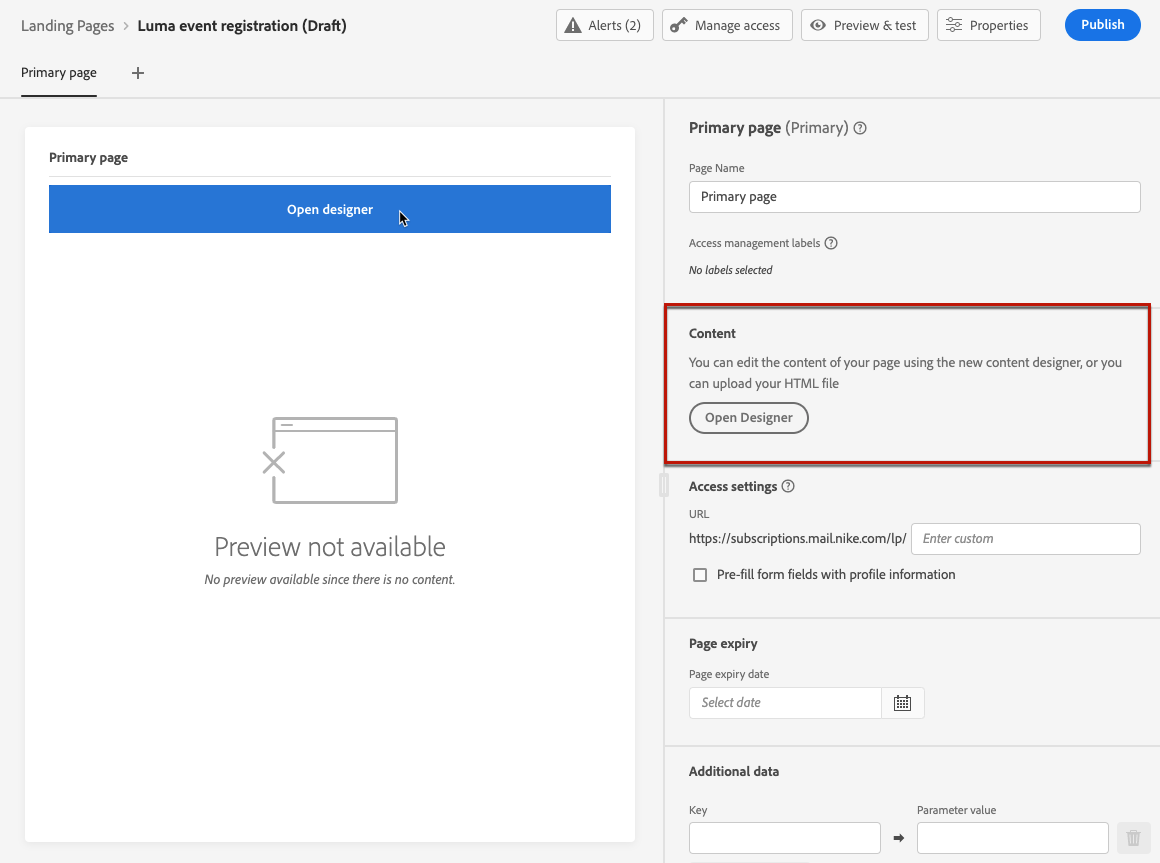 Landing Pages > Luma event registration (Draft)
Alerts (2)
Manage access
Preview & test
Properties
Publish
Primary page
Primary page
Open designer
Preview not available
No preview available since there is no content.
Primary page (Primary)
Page Name
Primary page
Access management labels
No labels selected
Content
You can edit the content of your page using the new content designer, or you
can upload your HTML file
Open Designer
Access settings
URL
https://subscriptions.mail.nike.com/lp/ Enter custom
Pre-fill form fields with profile information
Page expiry
Page expiry date
Select date
Additional data
Key
Parameter value